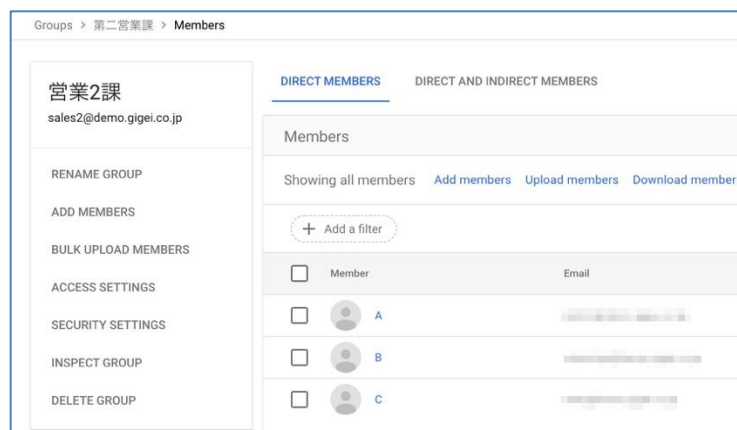 Groups > 第二営業課 > Members
営業2課
sales2@demo.gigei.co.jp
RENAME GROUP
ADD MEMBERS
BULK UPLOAD MEMBERS
ACCESS SETTINGS
SECURITY SETTINGS
INSPECT GROUP
DELETE GROUP
DIRECT MEMBERS DIRECT AND INDIRECT MEMBERS
Members
Showing all members Add members Upload members Download member
+ Add a filter
Member Email
A
B
C